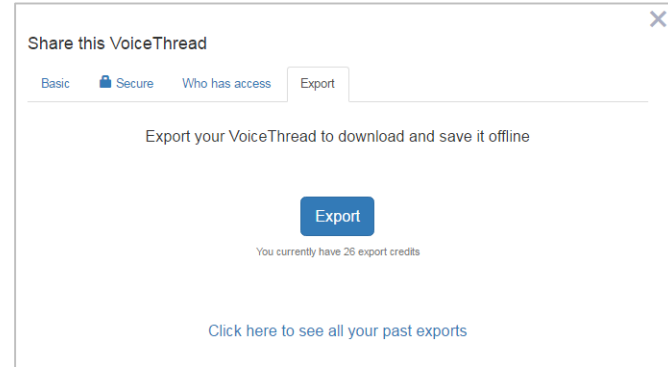 Share this VoiceThread
Basic Secure Who has access Export
Export your VoiceThread to download and save it offline
Export
You currently have 26 export credits
Click here to see all your past exports